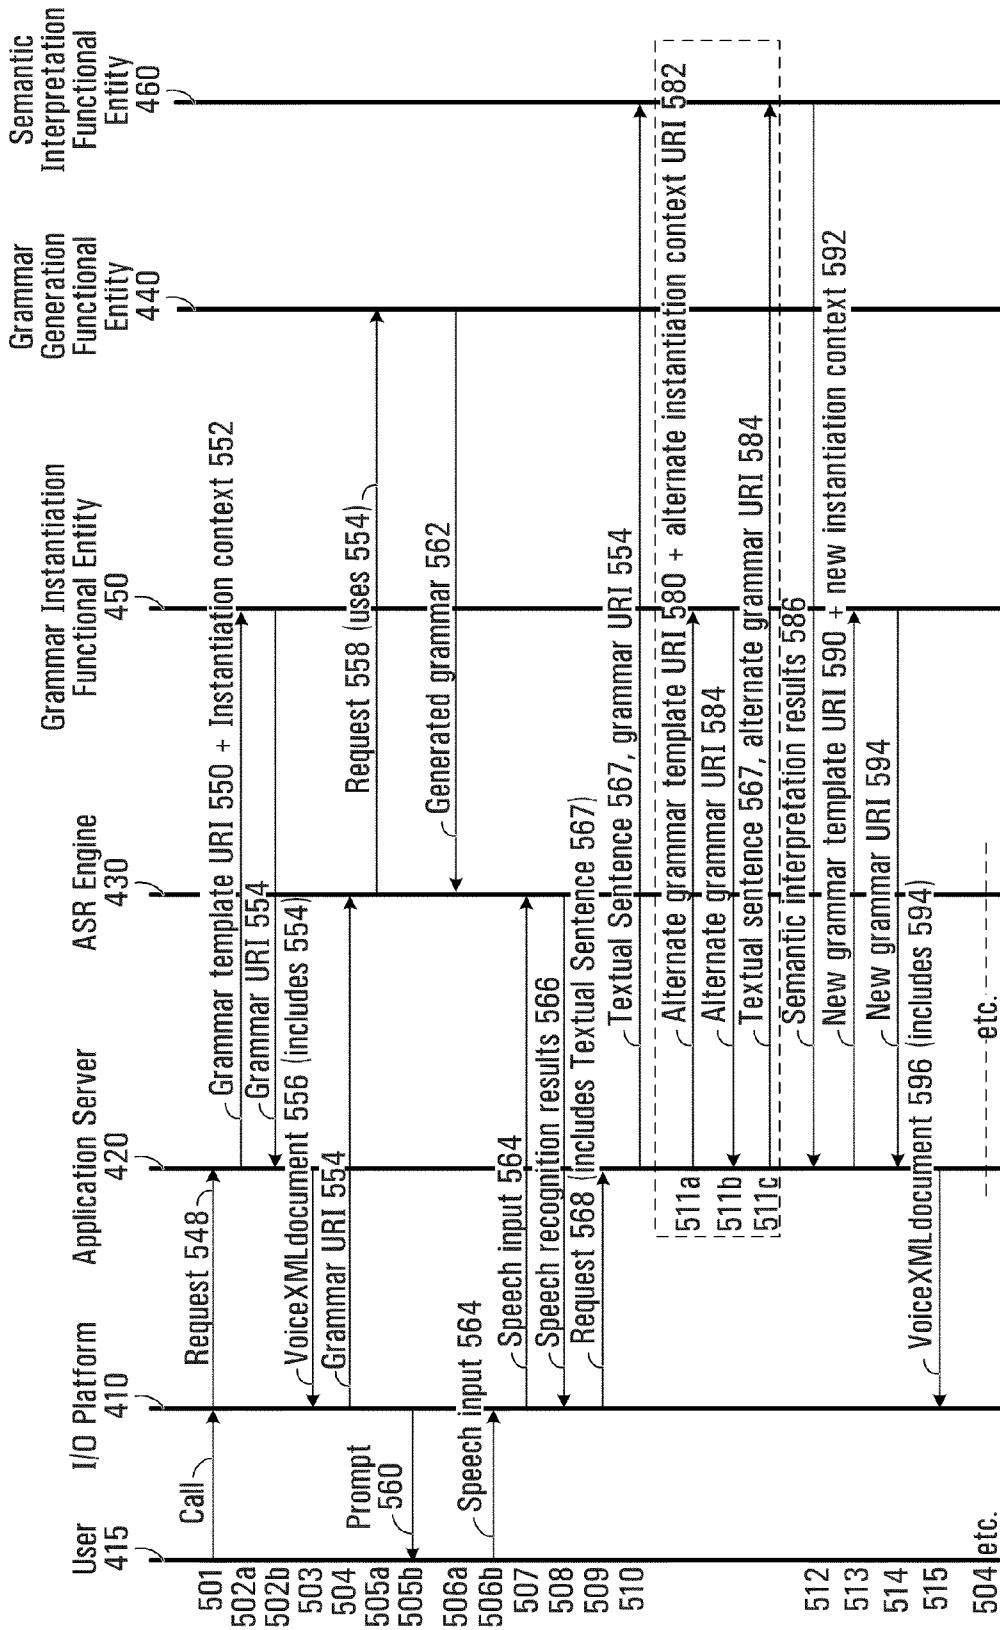 User
415
I/O Platform
410
Application Server
420
ASR Engine
430
Grammar Instantiation
Functional Entity
450
Grammar
Generation
Functional
Entity
440
Semantic
Interpretation
Functional
Entity
460
501
Call
Request 548
502a
Grammar template URI 550 + Instantiation context 552
502b
Grammar URI 554
503
VoiceXMLdocument 556 (includes 554)
504
Grammar URI 554
505a
Request 558 (uses 554)
505b
Prompt
560
506a
Generated grammar 562
506b
Speech input 564
507
Speech input 564
508
Speech recognition results 566
509
Request 568 (includes Textual Sentence 567)
510
Textual Sentence 567, grammar URI 554
511a
Alternate grammar template URI 580 + alternate instantiation context URI 582
511b
Alternate grammar URI 584
511c
Textual sentence 567, alternate grammar URI 584
512
Semantic interpretation results 586
513
New grammar template URI 590 + new instantiation context 592
514
New grammar URI 594
515
VoiceXMLdocument 596 (includes 594)
504 etc.
etc.